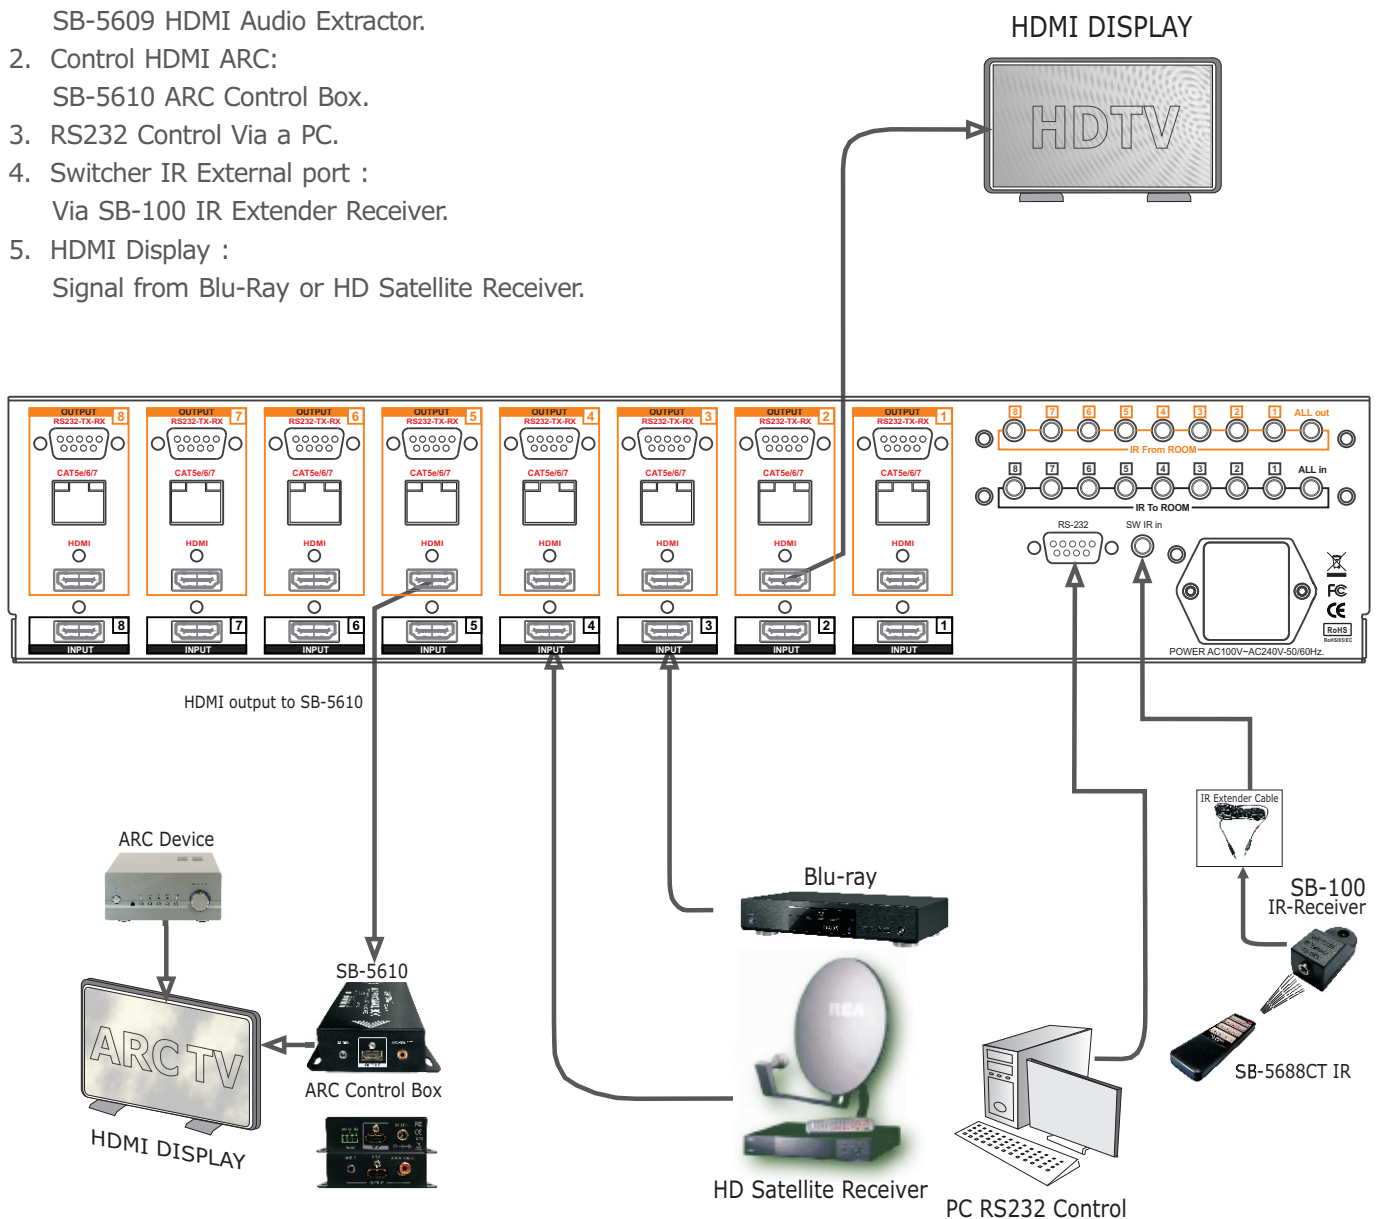 SB-5609 HDMI Audio Extractor.
2. Control HDMI ARC:
SB-5610 ARC Control Box.
3. RS232 Control Via a PC.
4. Switcher IR External port :
Via SB-100 IR Extender Receiver.
5. HDMI Display :
Signal from Blu-Ray or HD Satellite Receiver.
HDMI DISPLAY
HDTV
OUTPUT 8 OUTPUT 7 OUTPUT 6 OUTPUT 5 OUTPUT 4 OUTPUT 3 OUTPUT 2 OUTPUT 1
RS232-TX-RX RS232-TX-RX RS232-TX-RX RS232-TX-RX RS232-TX-RX RS232-TX-RX RS232-TX-RX RS232-TX-RX
CAT5e/6/7 CAT5e/6/7 CAT5e/6/7 CAT5e/6/7 CAT5e/6/7 CAT5e/6/7 CAT5e/6/7 CAT5e/6/7
HDMI HDMI HDMI HDMI HDMI HDMI HDMI HDMI
8 7 6 5 4 3 2 1
INPUT INPUT INPUT INPUT INPUT INPUT INPUT INPUT
8 7 6 5 4 3 2 1 ALL out
IR From ROOM
8 7 6 5 4 3 2 1 ALL in
IR To ROOM
RS-232 SW IR in
FC
CE
RoHS
RoHS95/EC
POWER AC100V~AC240V-50/60Hz.
HDMI output to SB-5610
ARC Device
SB-5610
ARC Control Box
ARC TV
HDMI DISPLAY
Blu-ray
RCA
HD Satellite Receiver
PC RS232 Control
IR Extender Cable
SB-100
IR-Receiver
SB-5688CT IR